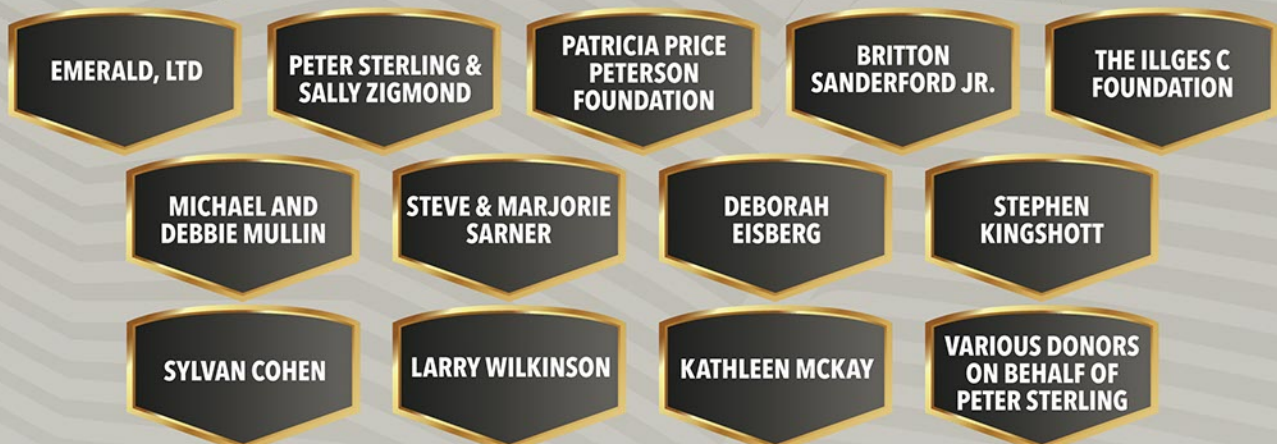 EMERALD, LTD
PETER STERLING &
SALLY ZIGMOND
PATRICIA PRICE
PETERSON
FOUNDATION
BRITTON
SANDERFORD JR.
THE ILLGES C
FOUNDATION
MICHAEL AND
DEBBIE MULLIN
STEVE & MARJORIE
SARNER
DEBORAH
EISBERG
STEPHEN
KINGSHOTT
SYLVAN COHEN
LARRY WILKINSON
KATHLEEN MCKAY
VARIOUS DONORS
ON BEHALF OF
PETER STERLING